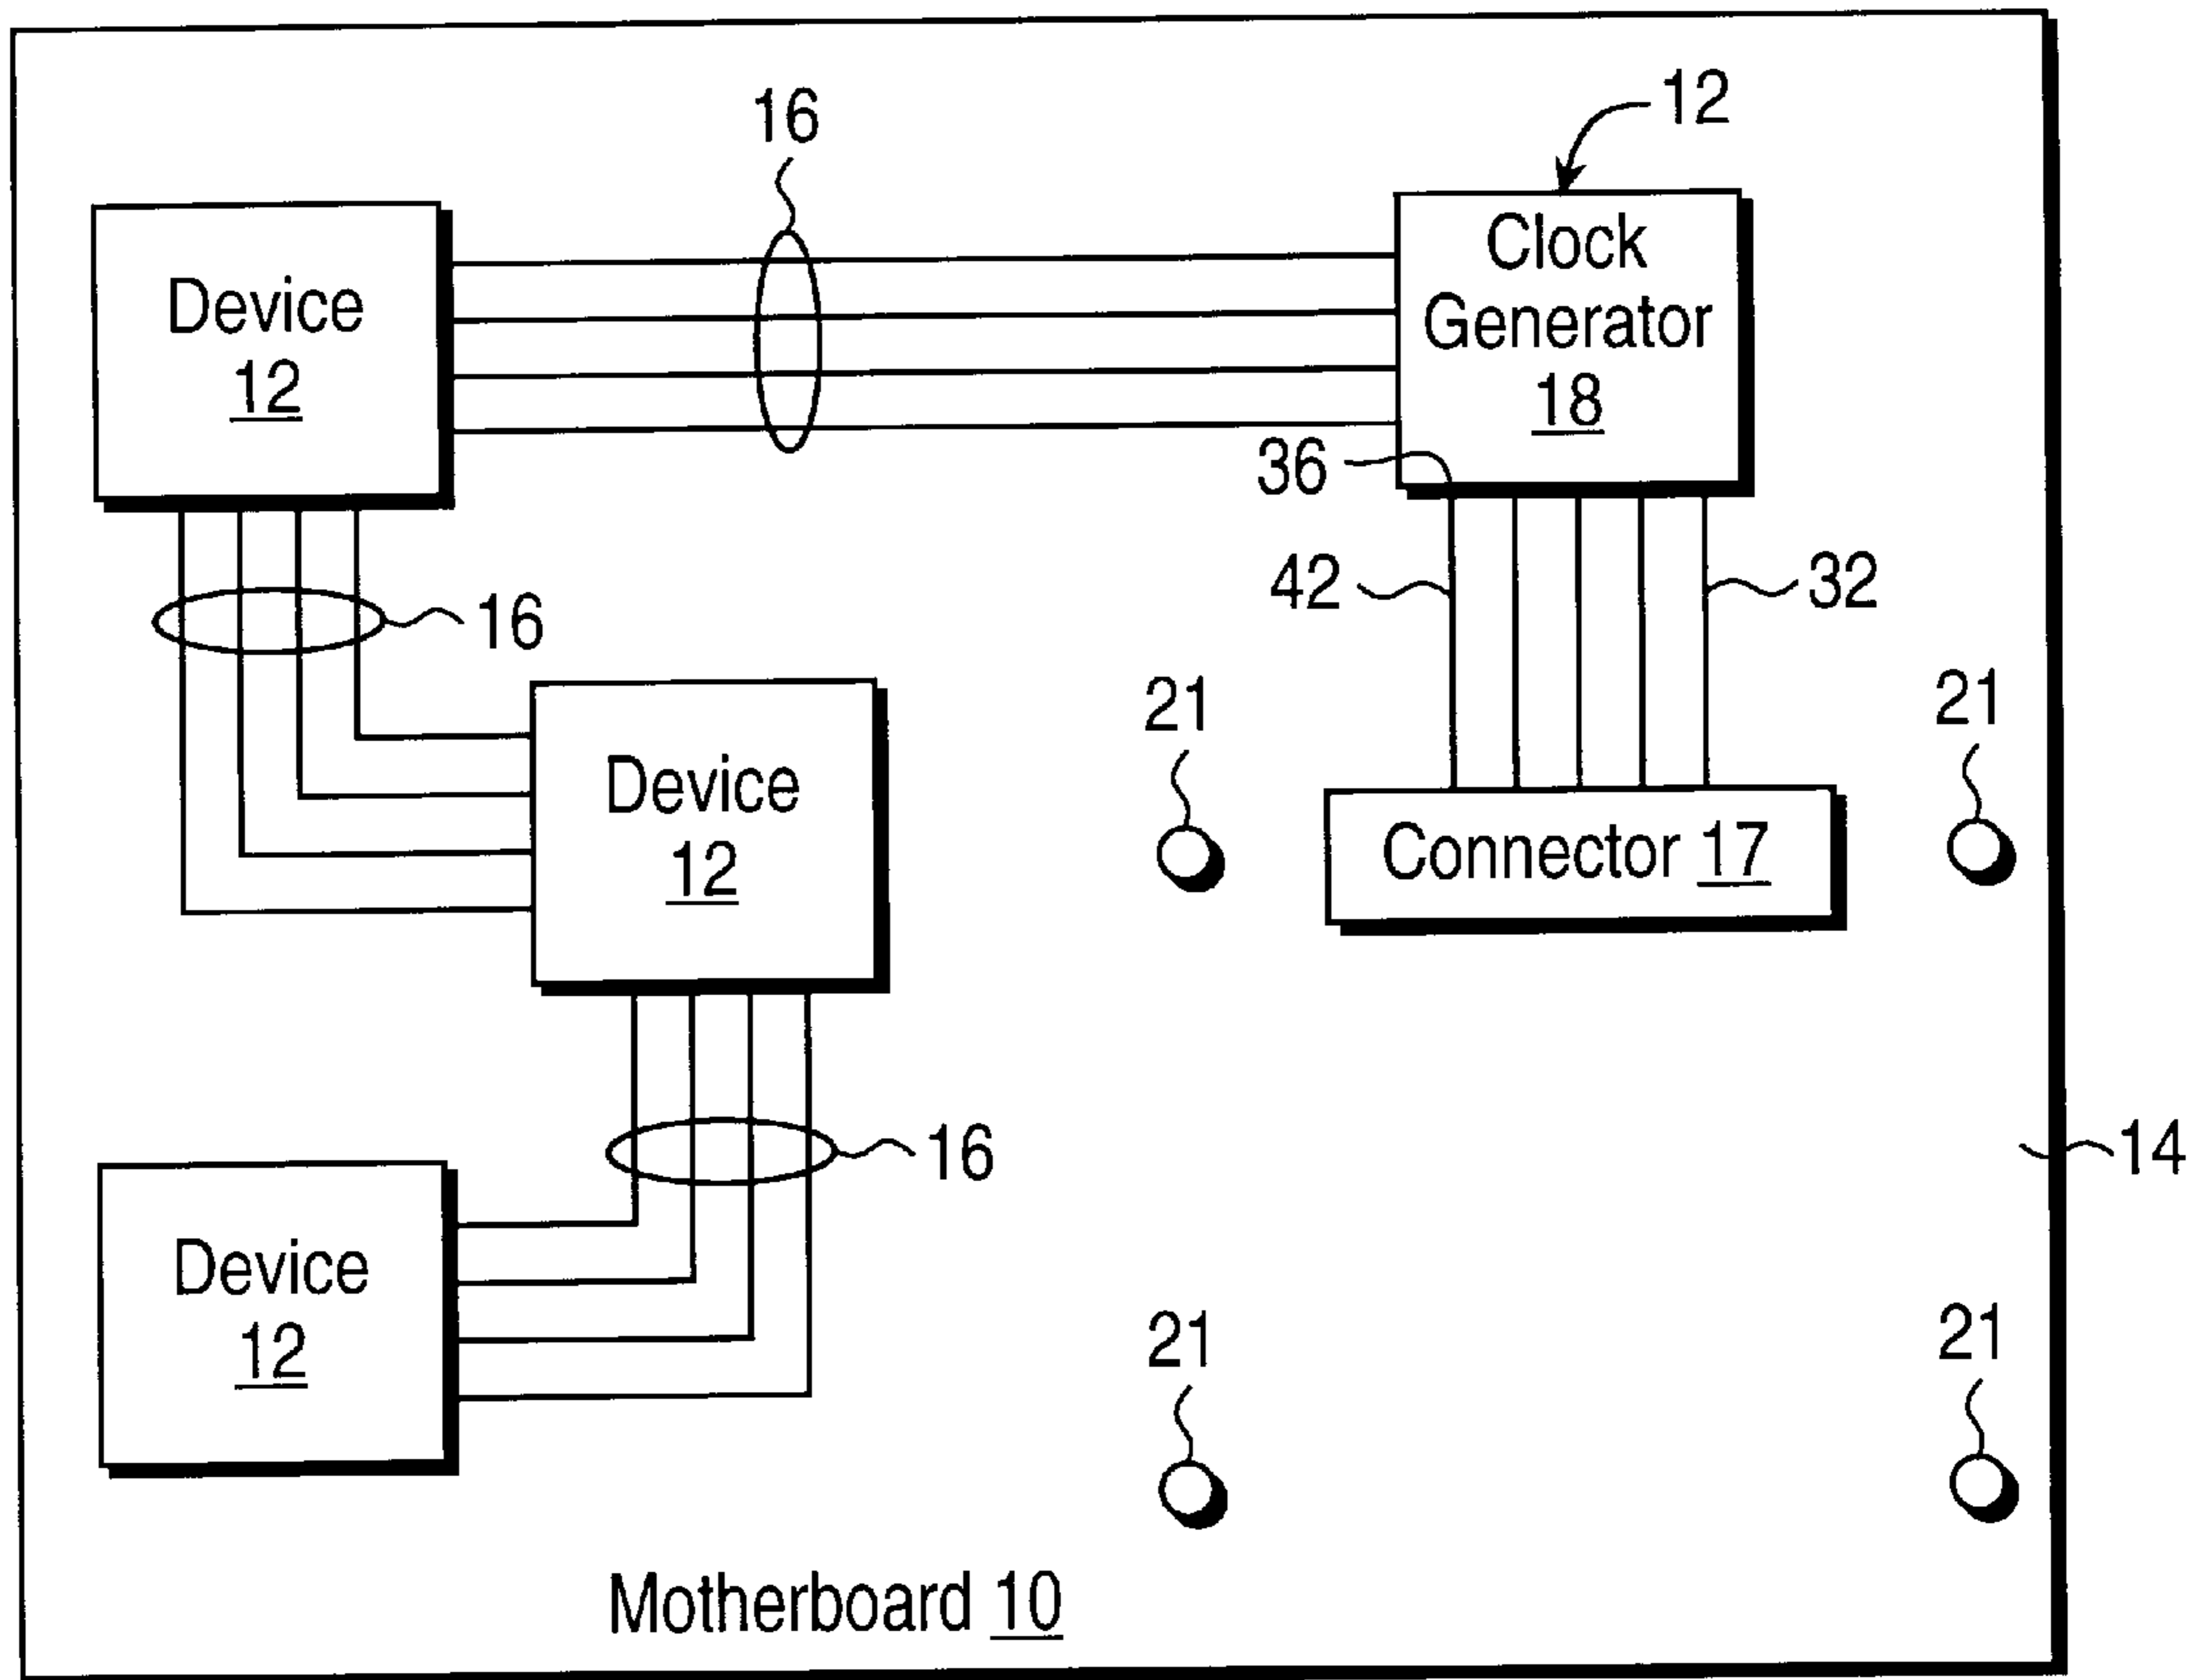 16
12
Device
12
Clock
Generator
18
36
42
32
16
21
21
Device
12
Connector 17
16
14
Device
12
21
21
Motherboard 10